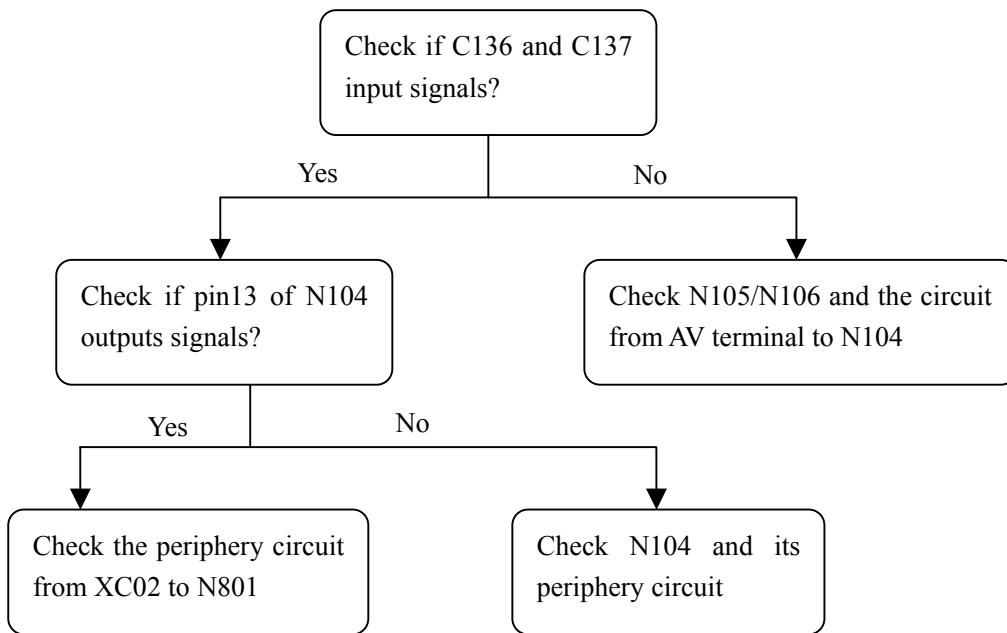 Check if C136 and C137
input signals?
Yes
No
Check if pin13 of N104
outputs signals?
Check N105/N106 and the circuit
from AV terminal to N104
Yes
No
Check the periphery circuit
from XC02 to N801
Check N104 and its
periphery circuit